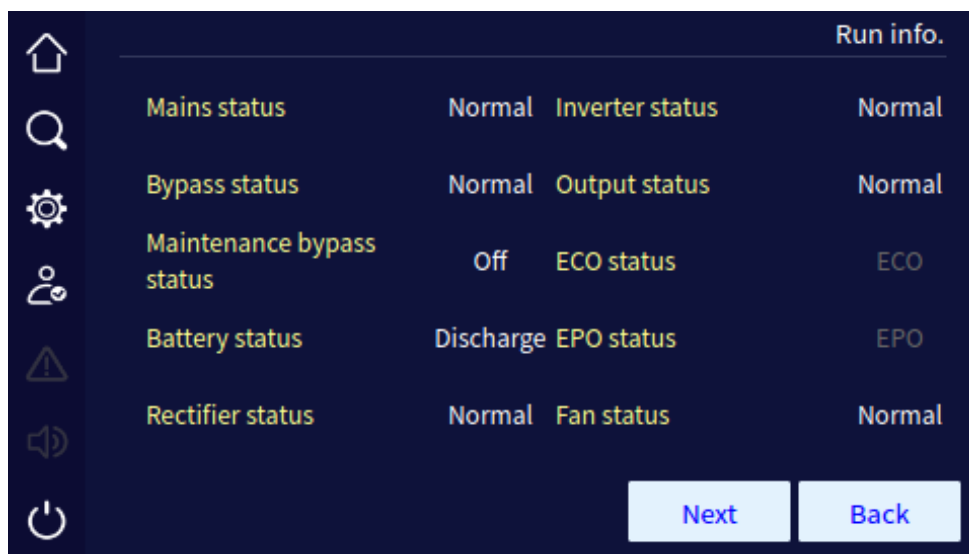 Run info.
Mains status Normal Inverter status Normal
Bypass status Normal Output status Normal
Maintenance bypass
status Off ECO status ECO
Battery status Discharge EPO status EPO
Rectifier status Normal Fan status Normal
Next Back